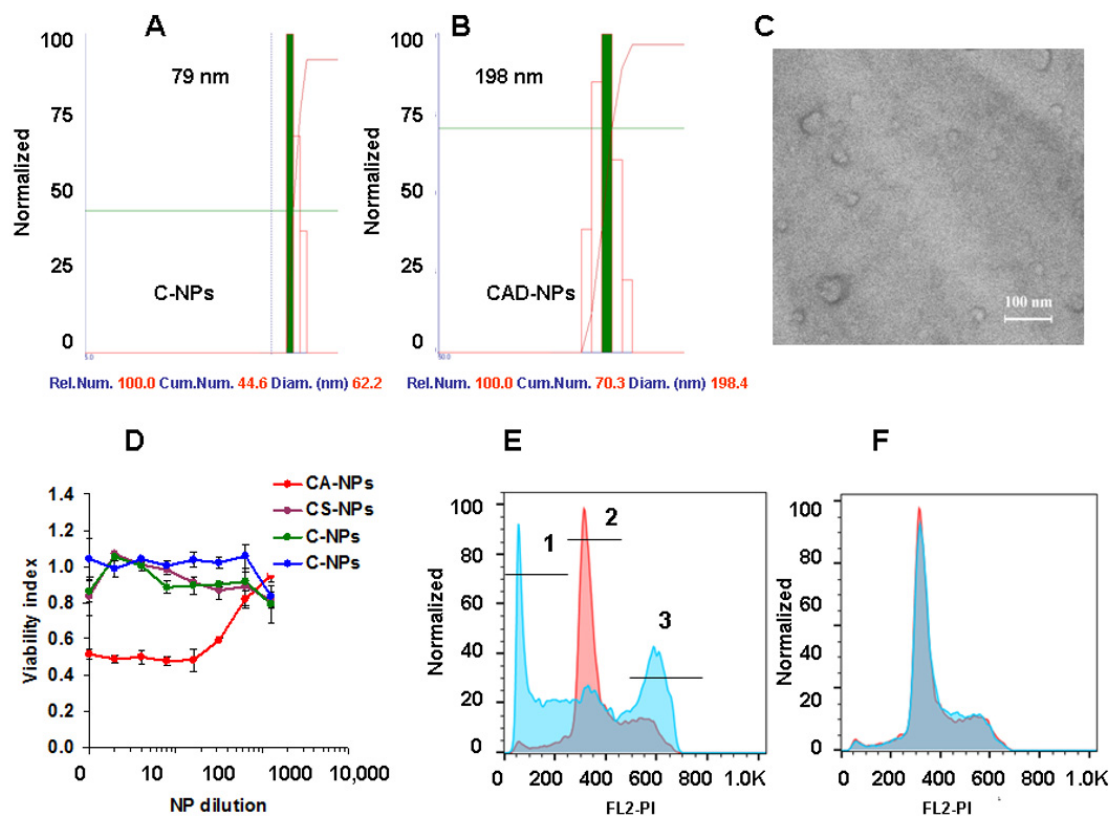 A
100
75
50
25
0
Normalized
79 nm
C-NPs
5.0
Rel.Num. 100.0 Cum.Num. 44.6 Diam. (nm) 62.2
B
100
75
50
25
0
Normalized
198 nm
CAD-NPs
Rel.Num. 100.0 Cum.Num. 70.3 Diam. (nm) 198.4
C
100 nm
D
CA-NPs
CS-NPs
C-NPs
C-NPs
1.4
1.2
1.0
0.8
0.6
0.4
0.2
0.0
Viability index
0 10 100 1000 10,000
NP dilution
E
100
80
60
40
20
0
Normalized
1
2
3
0 200 400 600 800 1.0K
FL2-PI
F
100
80
60
40
20
0
Normalized
0 200 400 600 800 1.0K
FL2-PI